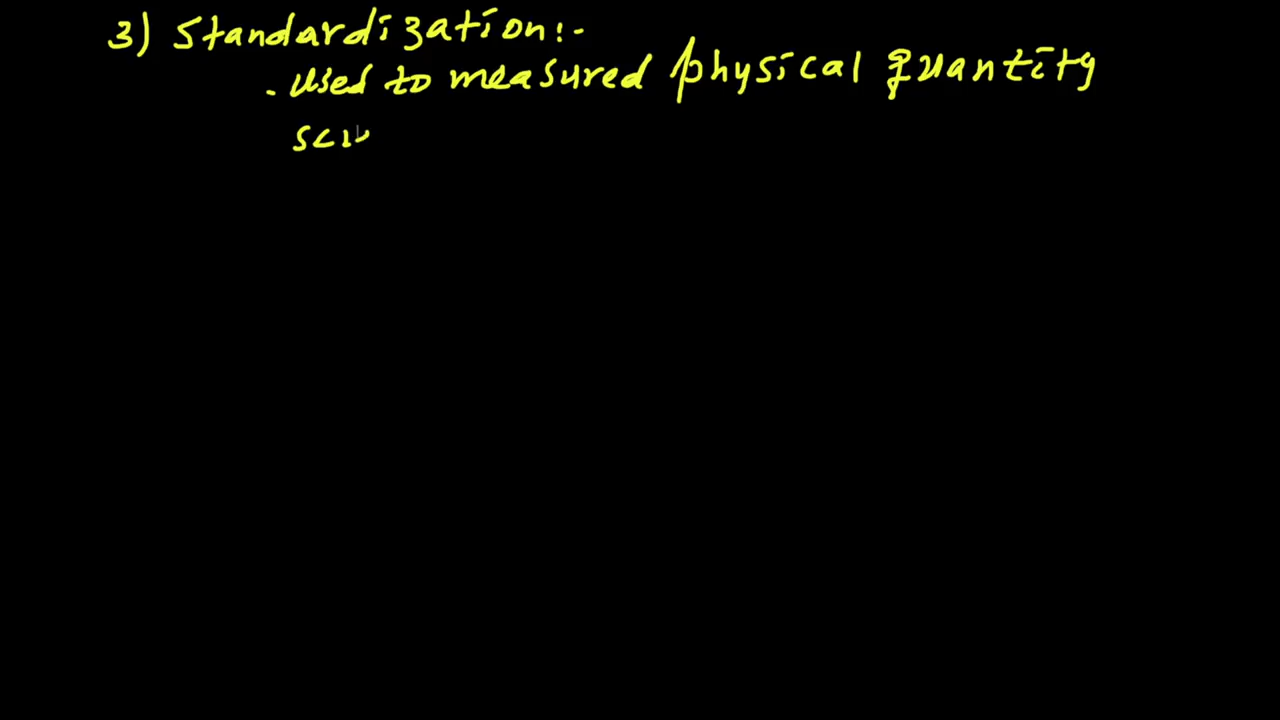 3) Standardization:-
. used to measured physical quantity